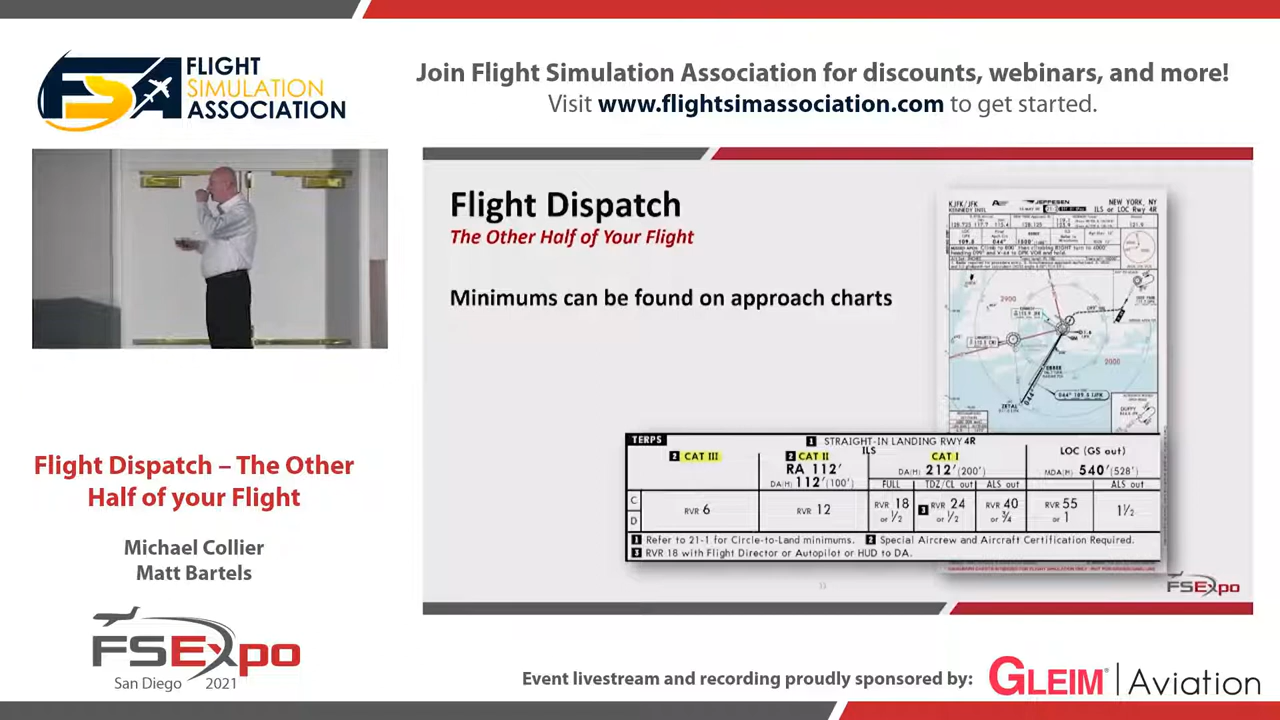 FLIGHT
SIMULATION
ASSOCIATION
FSA
Join Flight Simulation Association for discounts, webinars, and more!
Visit www.flightsimassociation.com to get started.
Flight Dispatch
The Other Half of Your Flight
Minimums can be found on approach charts
KJFK/JFK
KENNEDY INTL
JEPPESEN
NEW YORK, NY
ILS or LOC Rwy 4R
TERPS
1 STRAIGHT-IN LANDING RWY 4R
ILS
LOC (GS out)
2 CAT III
2 CAT II
CAT I
RA 112'
DA(H) 112'(100')
DA(H) 212'(200')
MDA(H) 540'(528')
FULL
TDZ/CL out
ALS out
ALS out
C
D
RVR 6
RVR 12
RVR 18
or 1/2
3 RVR 24
or 1/2
RVR 40
or 3/4
RVR 55
or 1
1 1/2
1 Refer to 21-1 for Circle-to-Land minimums. 2 Special Aircrew and Aircraft Certification Required.
3 RVR 18 with Flight Director or Autopilot or HUD to DA.
FSExpo
Flight Dispatch – The Other
Half of your Flight
Michael Collier
Matt Bartels
FSExpo
San Diego 2021
Event livestream and recording proudly sponsored by:
GLEIM® | Aviation